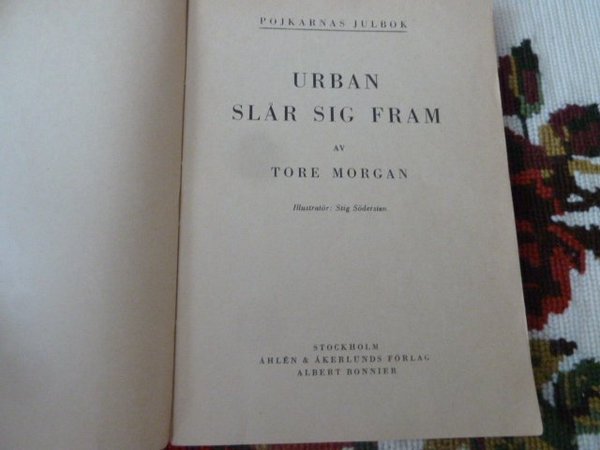 POJKARNAS JULBOK
URBAN
SLÅR SIG FRAM
AV
TORE MORGAN
Illustratör: Stig Södersten.
STOCKHOLM
ÅHLÉN & ÅKERLUNDS FÖRLAG
ALBERT BONNIER